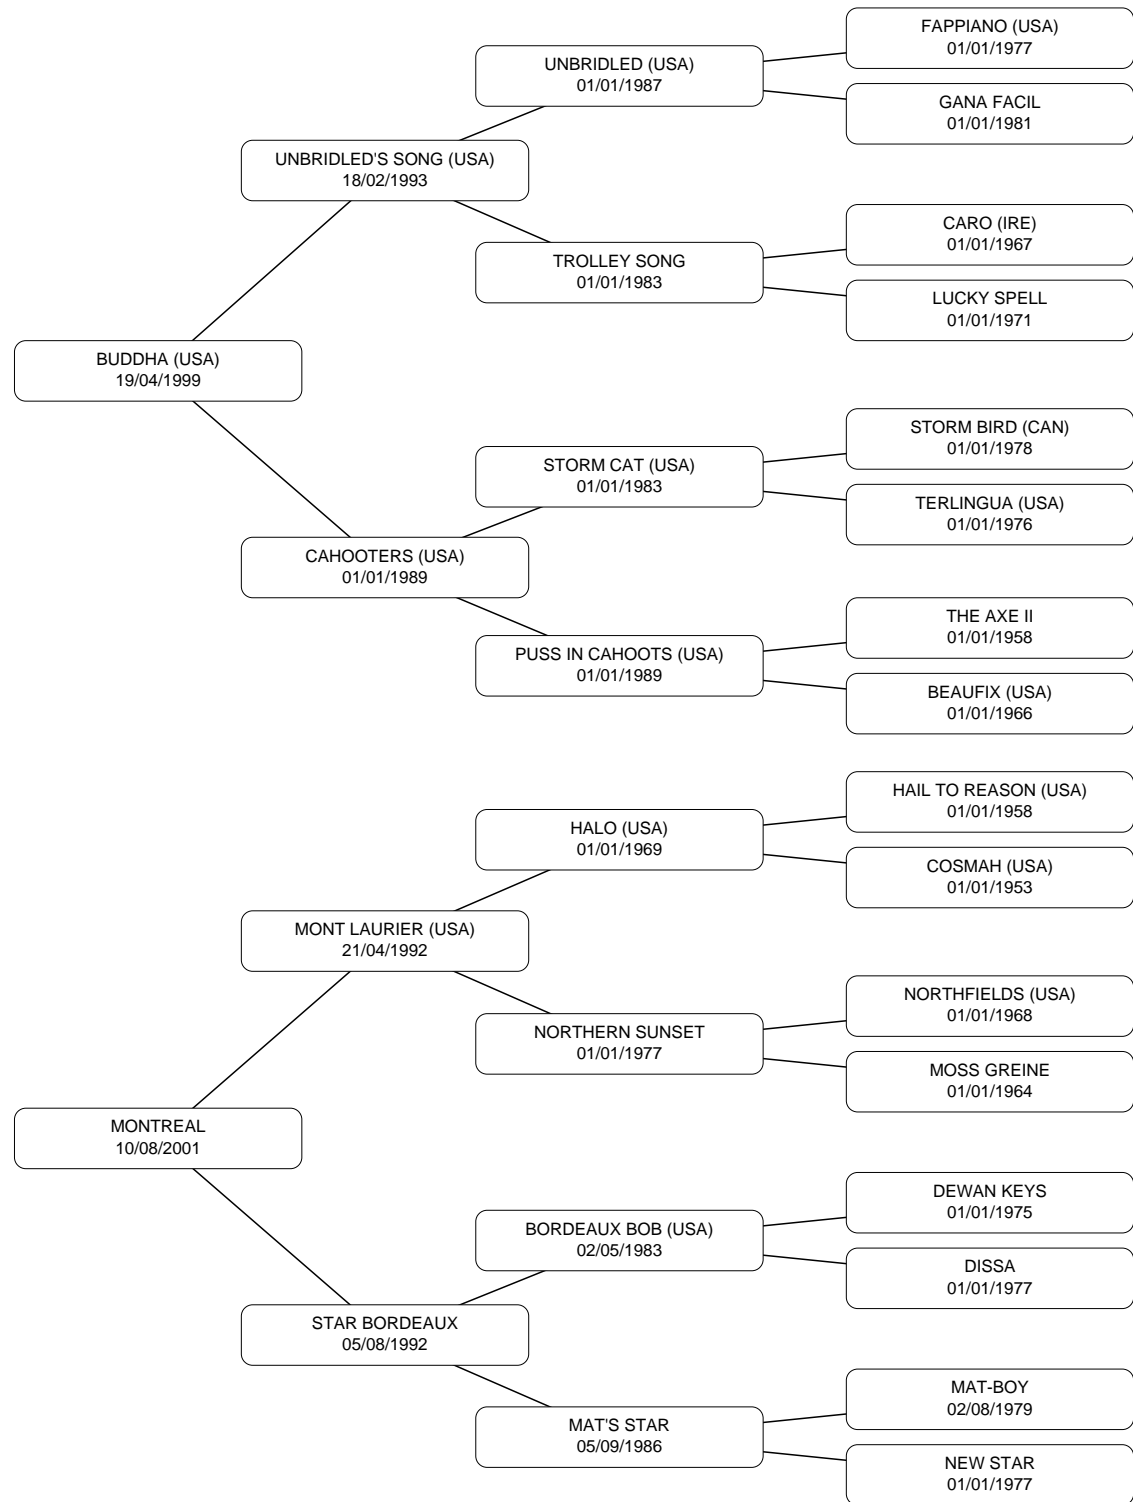 FAPPIANO (USA)
01/01/1977
UNBRIDLED (USA)
01/01/1987
GANA FACIL
01/01/1981
UNBRIDLED'S SONG (USA)
18/02/1993
CARO (IRE)
01/01/1967
TROLLEY SONG
01/01/1983
LUCKY SPELL
01/01/1971
BUDDHA (USA)
19/04/1999
STORM BIRD (CAN)
01/01/1978
STORM CAT (USA)
01/01/1983
TERLINGUA (USA)
01/01/1976
CAHOOTERS (USA)
01/01/1989
THE AXE II
01/01/1958
PUSS IN CAHOOTS (USA)
01/01/1989
BEAUFIX (USA)
01/01/1966
HAIL TO REASON (USA)
01/01/1958
HALO (USA)
01/01/1969
COSMAH (USA)
01/01/1953
MONT LAURIER (USA)
21/04/1992
NORTHFIELDS (USA)
01/01/1968
NORTHERN SUNSET
01/01/1977
MOSS GREINE
01/01/1964
MONTREAL
10/08/2001
DEWAN KEYS
01/01/1975
BORDEAUX BOB (USA)
02/05/1983
DISSA
01/01/1977
STAR BORDEAUX
05/08/1992
MAT-BOY
02/08/1979
MAT'S STAR
05/09/1986
NEW STAR
01/01/1977